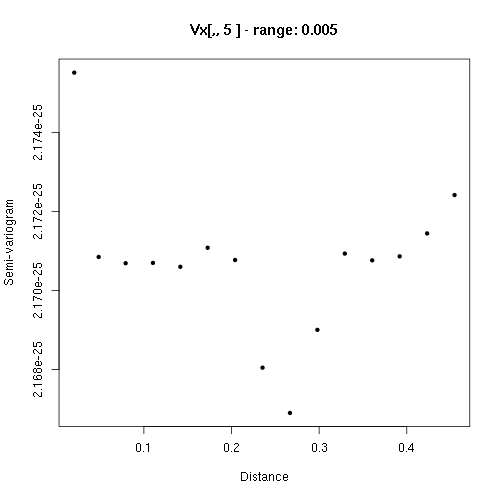 Vx[,, 5 ] - range: 0.005
Semi-variogram
2.174e-25
2.172e-25
2.170e-25
2.168e-25
0.1 0.2 0.3 0.4
Distance